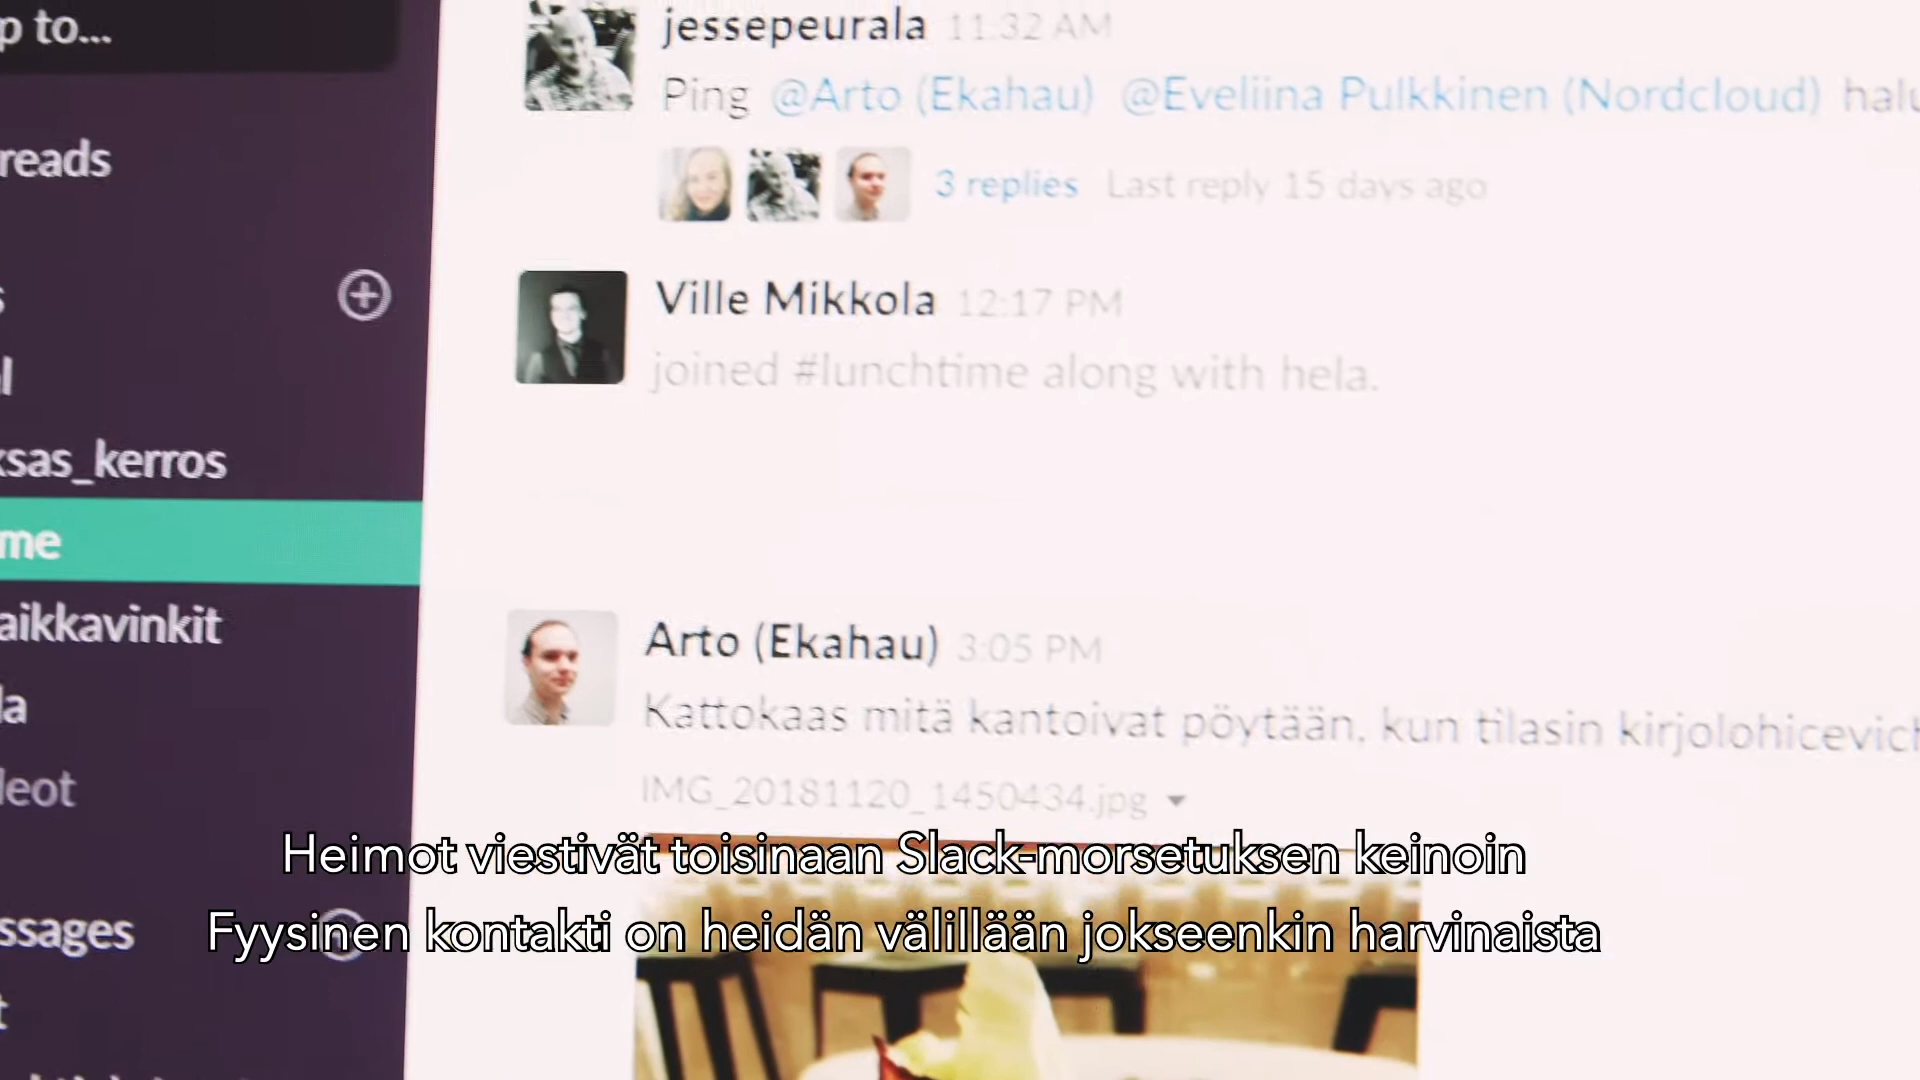 p to...
jessepeurala 11:32 AM
Ping @Arto (Ekahau) @Eveliina Pulkkinen (Nordcloud)
reads
3 replies Last reply 15 days ago
Ville Mikkola 12:17 PM
joined #lunchtime along with hela.
sas_kerros
me
aikkavinkit
Arto (Ekahau) 3:05 PM
Kattokaas mitä kantoivat pöytään, kun tilasin kirjolohicevich
la
IMG_20181120_1450434.jpg
leot
Heimot viestivät toisinaan Slack-morsetuksen keinoin
ssages
Fyysinen kontakti on heidän välillään jokseenkin harvinaista